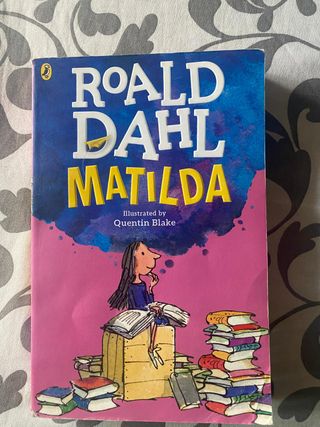 ROALD
DAHL
MATILDA
Illustrated by
Quentin Blake